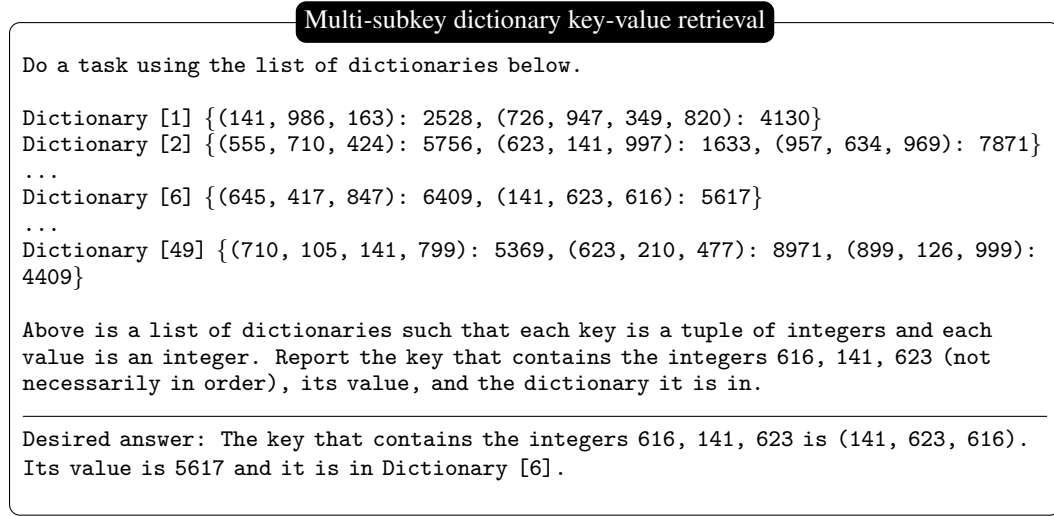 Multi-subkey dictionary key-value retrieval
Do a task using the list of dictionaries below.
Dictionary [1] {(141, 986, 163): 2528, (726, 947, 349, 820): 4130}
Dictionary [2] {(555, 710, 424): 5756, (623, 141, 997): 1633, (957, 634, 969): 7871}
...
Dictionary [6] {(645, 417, 847): 6409, (141, 623, 616): 5617}
...
Dictionary [49] {(710, 105, 141, 799): 5369, (623, 210, 477): 8971, (899, 126, 999):
4409}
Above is a list of dictionaries such that each key is a tuple of integers and each
value is an integer. Report the key that contains the integers 616, 141, 623 (not
necessarily in order), its value, and the dictionary it is in.
Desired answer: The key that contains the integers 616, 141, 623 is (141, 623, 616).
Its value is 5617 and it is in Dictionary [6].